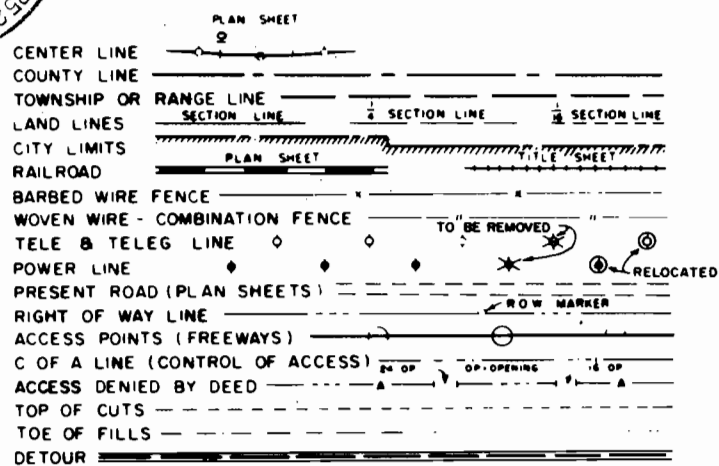 PLAN SHEET
CENTER LINE
COUNTY LINE
TOWNSHIP OR RANGE LINE
LAND LINES SECTION LINE 1/4 SECTION LINE 1/16 SECTION LINE
CITY LIMITS
RAILROAD PLAN SHEET TITLE SHEET
BARBED WIRE FENCE
WOVEN WIRE - COMBINATION FENCE
TELE & TELEG LINE TO BE REMOVED
POWER LINE RELOCATED
PRESENT ROAD (PLAN SHEETS)
RIGHT OF WAY LINE ROW MARKER
ACCESS POINTS (FREEWAYS)
C OF A LINE (CONTROL OF ACCESS) 24 OP OP-OPENING 16 OP
ACCESS DENIED BY DEED
TOP OF CUTS
TOE OF FILLS
DETOUR